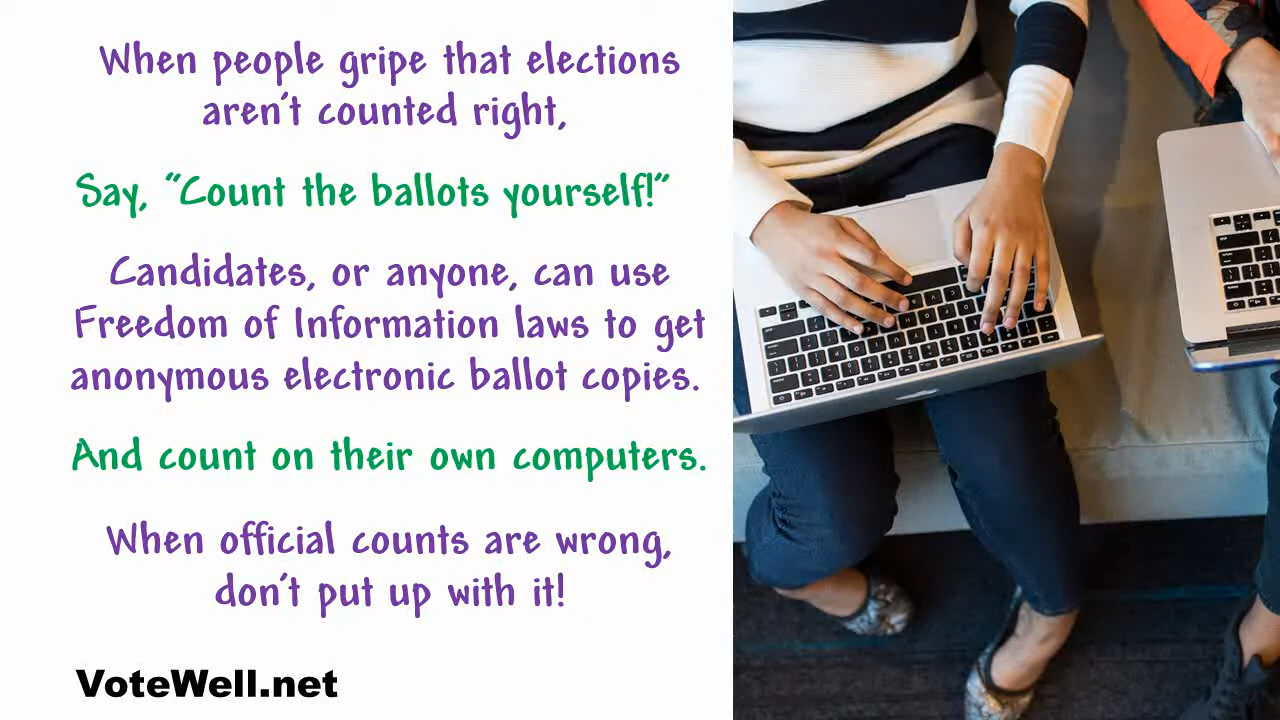 When people gripe that elections
aren't counted right,
Say, "Count the ballots yourself!"
Candidates, or anyone, can use
Freedom of Information laws to get
anonymous electronic ballot copies.
And count on their own computers.
When official counts are wrong,
don't put up with it!
VoteWell.net